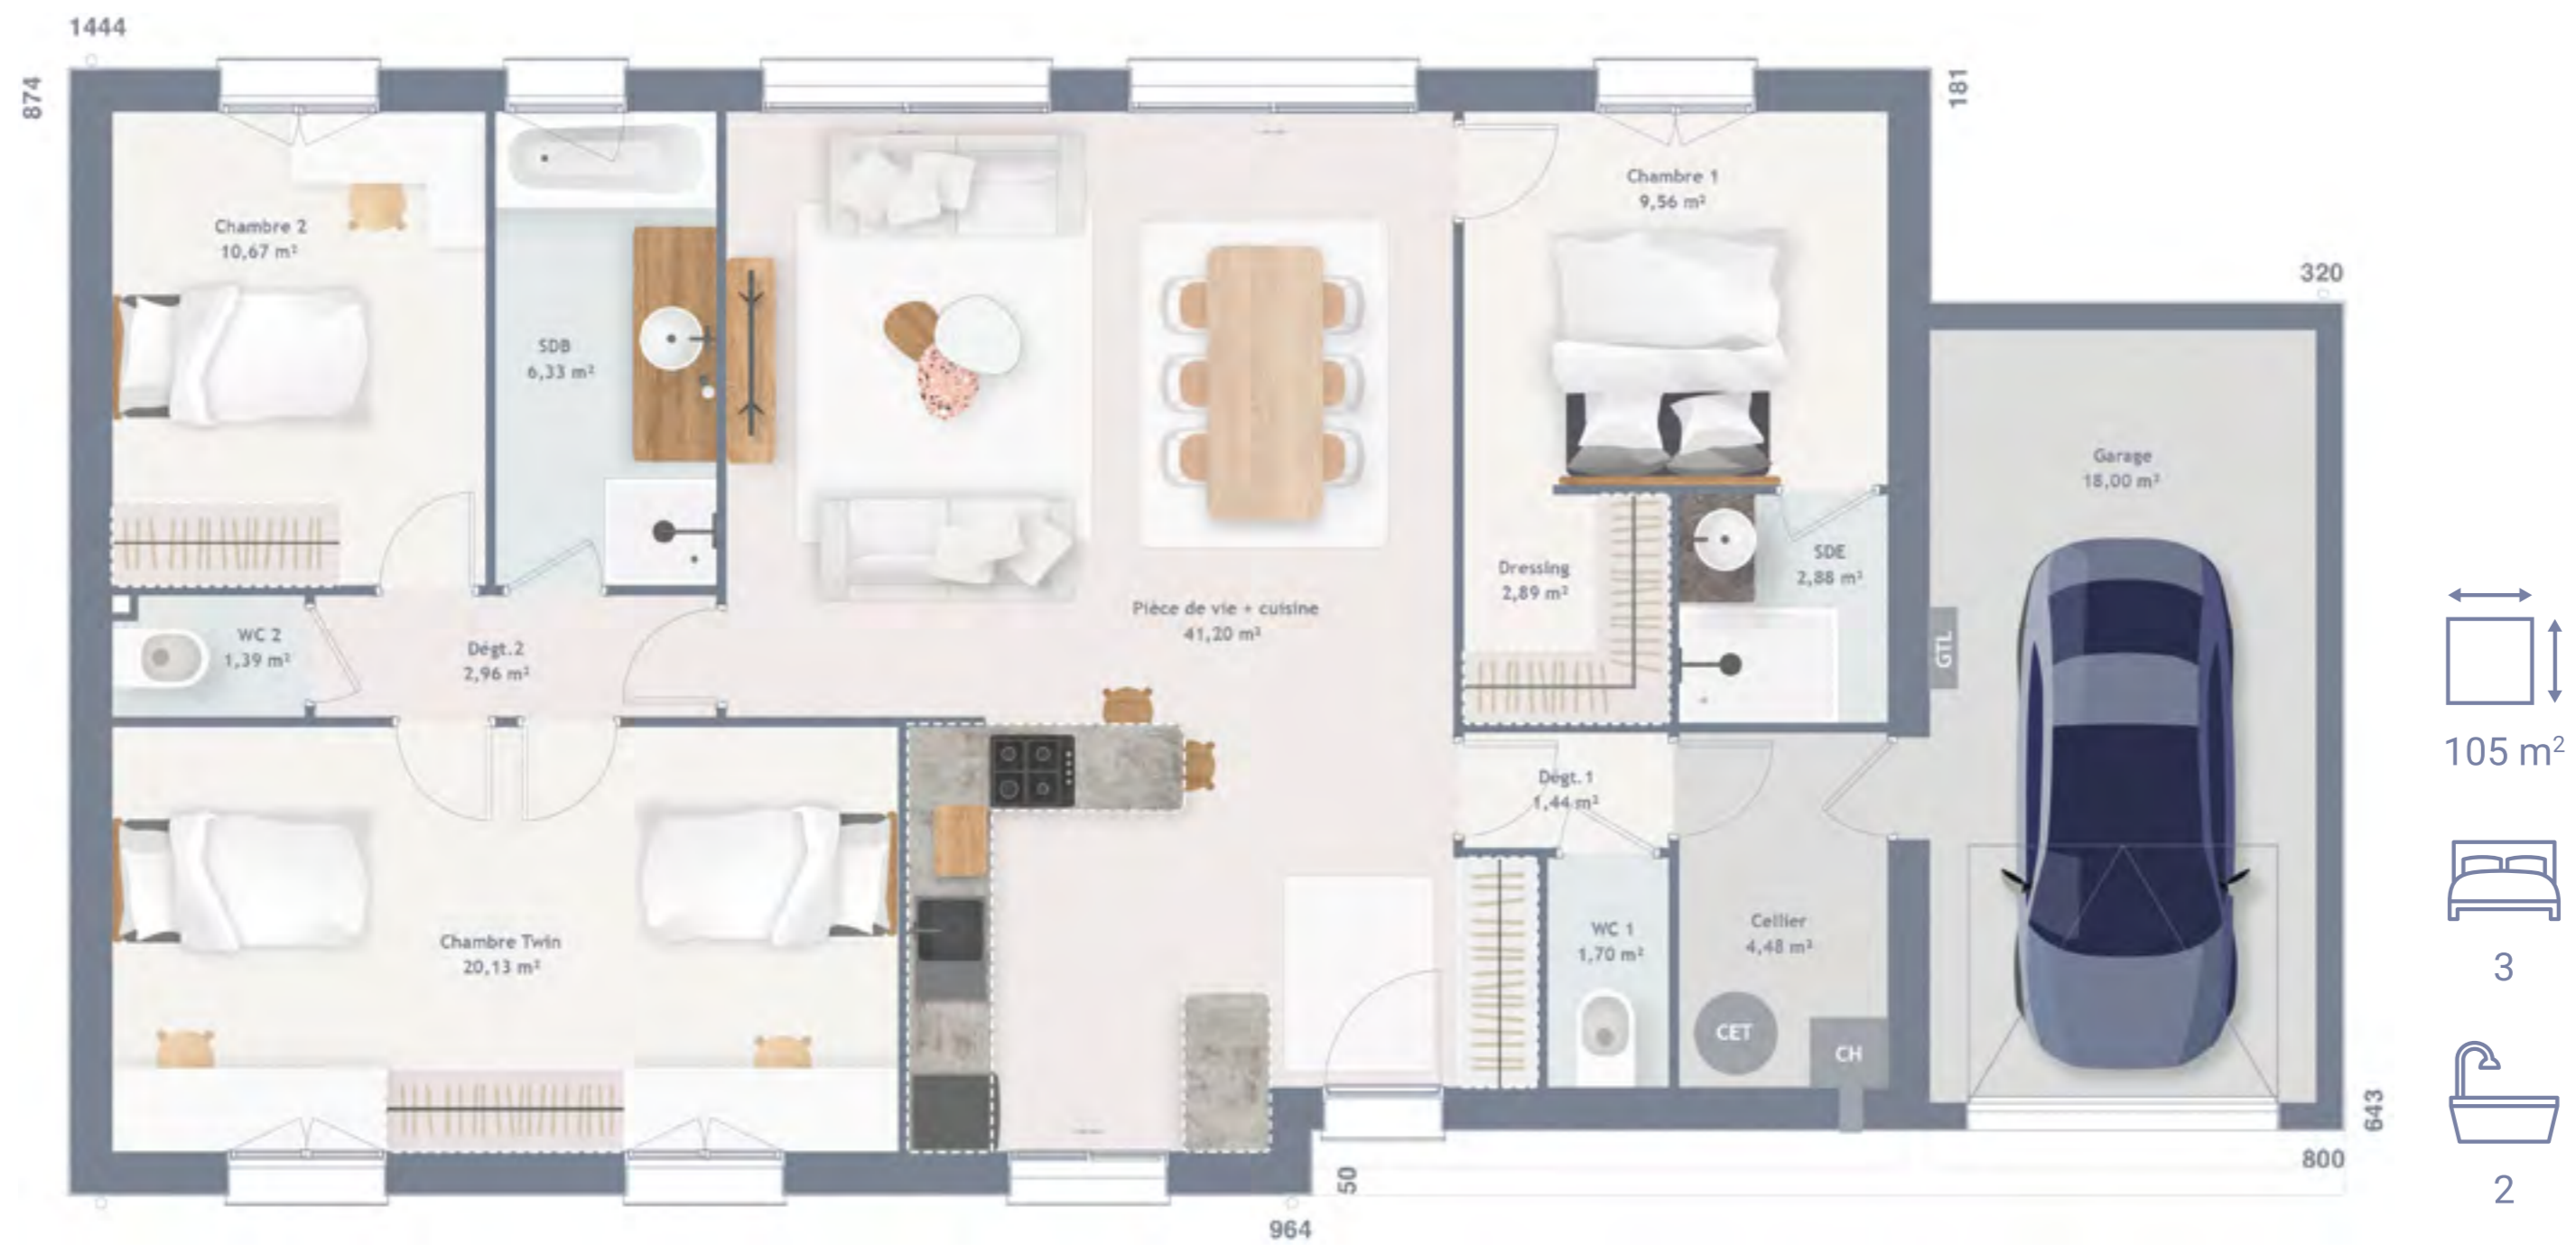 1444
874
181
Chambre 1
9,56 m²
Chambre 2
10,67 m²
320
SDB
6,33 m²
Garage
18,00 m²
SDE
2,88 m²
Dressing
2,89 m²
Pièce de vie + cuisine
41,20 m²
WC 2
1,39 m²
Dégt.2
2,96 m²
GTL
105 m²
Dégt.1
1,44 m²
Chambre Twin
20,13 m²
WC 1
1,70 m²
Cellier
4,48 m²
3
CET
CH
643
800
50
964
2